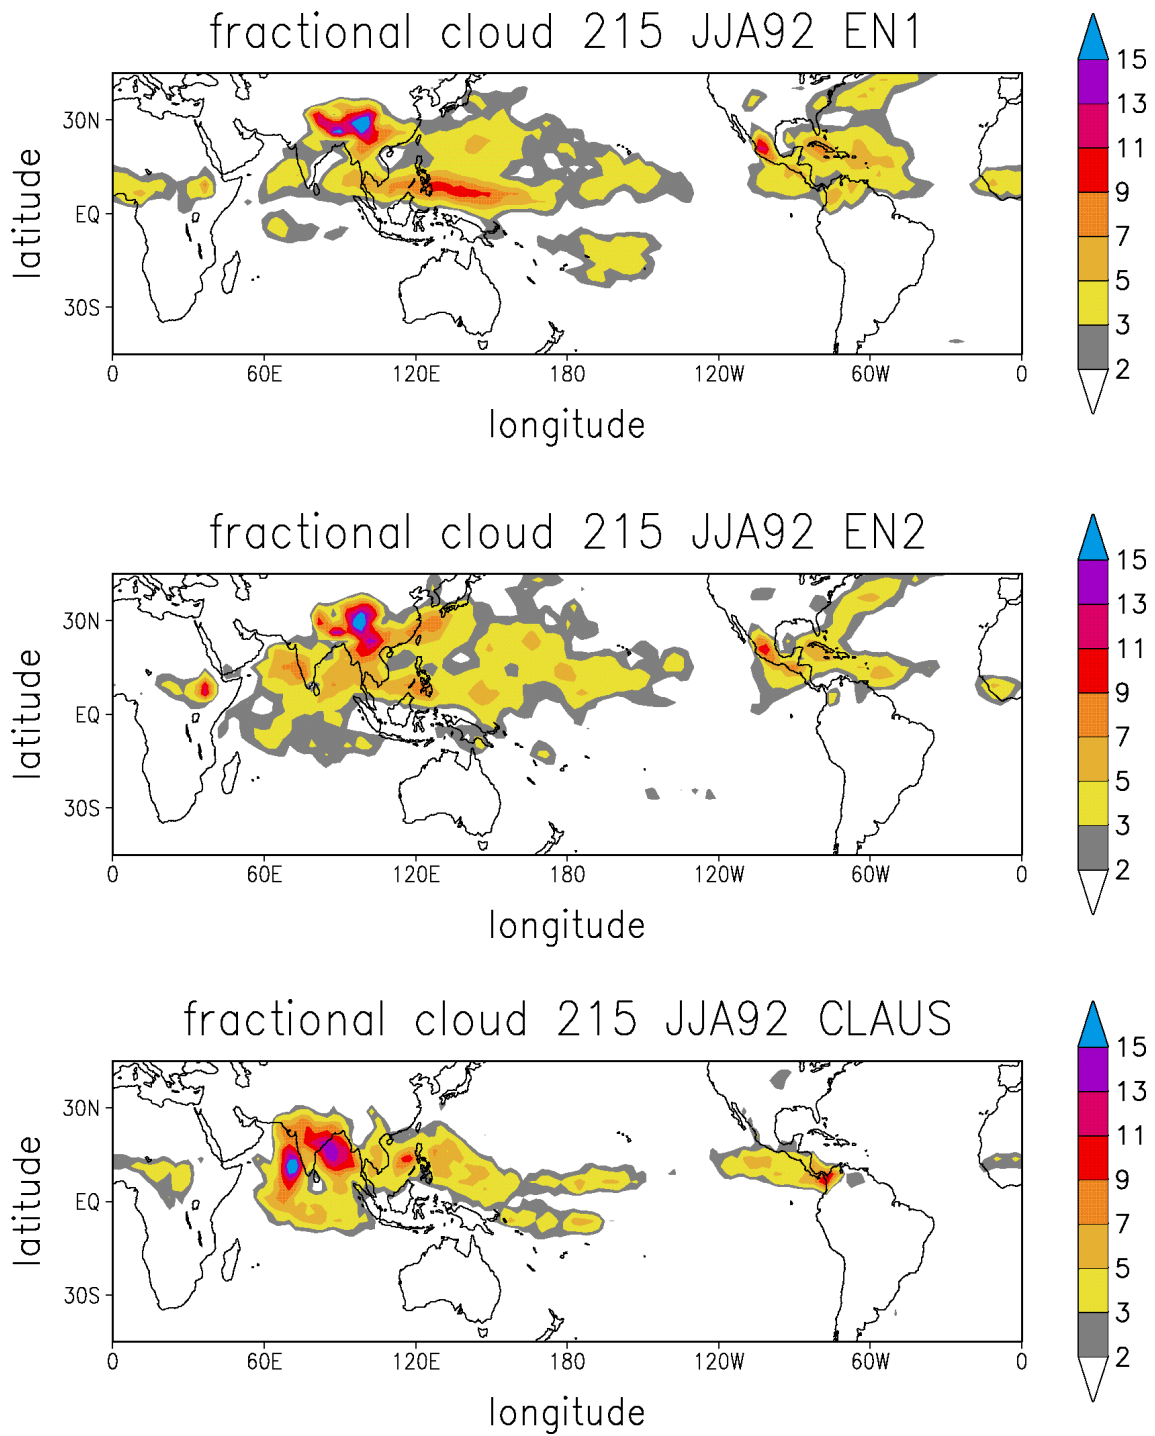 fractional cloud 215 JJA92 EN1
latitude
30N
EQ
30S
0 60E 120E 180 120W 60W 0
longitude
15
13
11
9
7
5
3
2
fractional cloud 215 JJA92 EN2
latitude
30N
EQ
30S
0 60E 120E 180 120W 60W 0
longitude
15
13
11
9
7
5
3
2
fractional cloud 215 JJA92 CLAUS
latitude
30N
EQ
30S
0 60E 120E 180 120W 60W 0
longitude
15
13
11
9
7
5
3
2